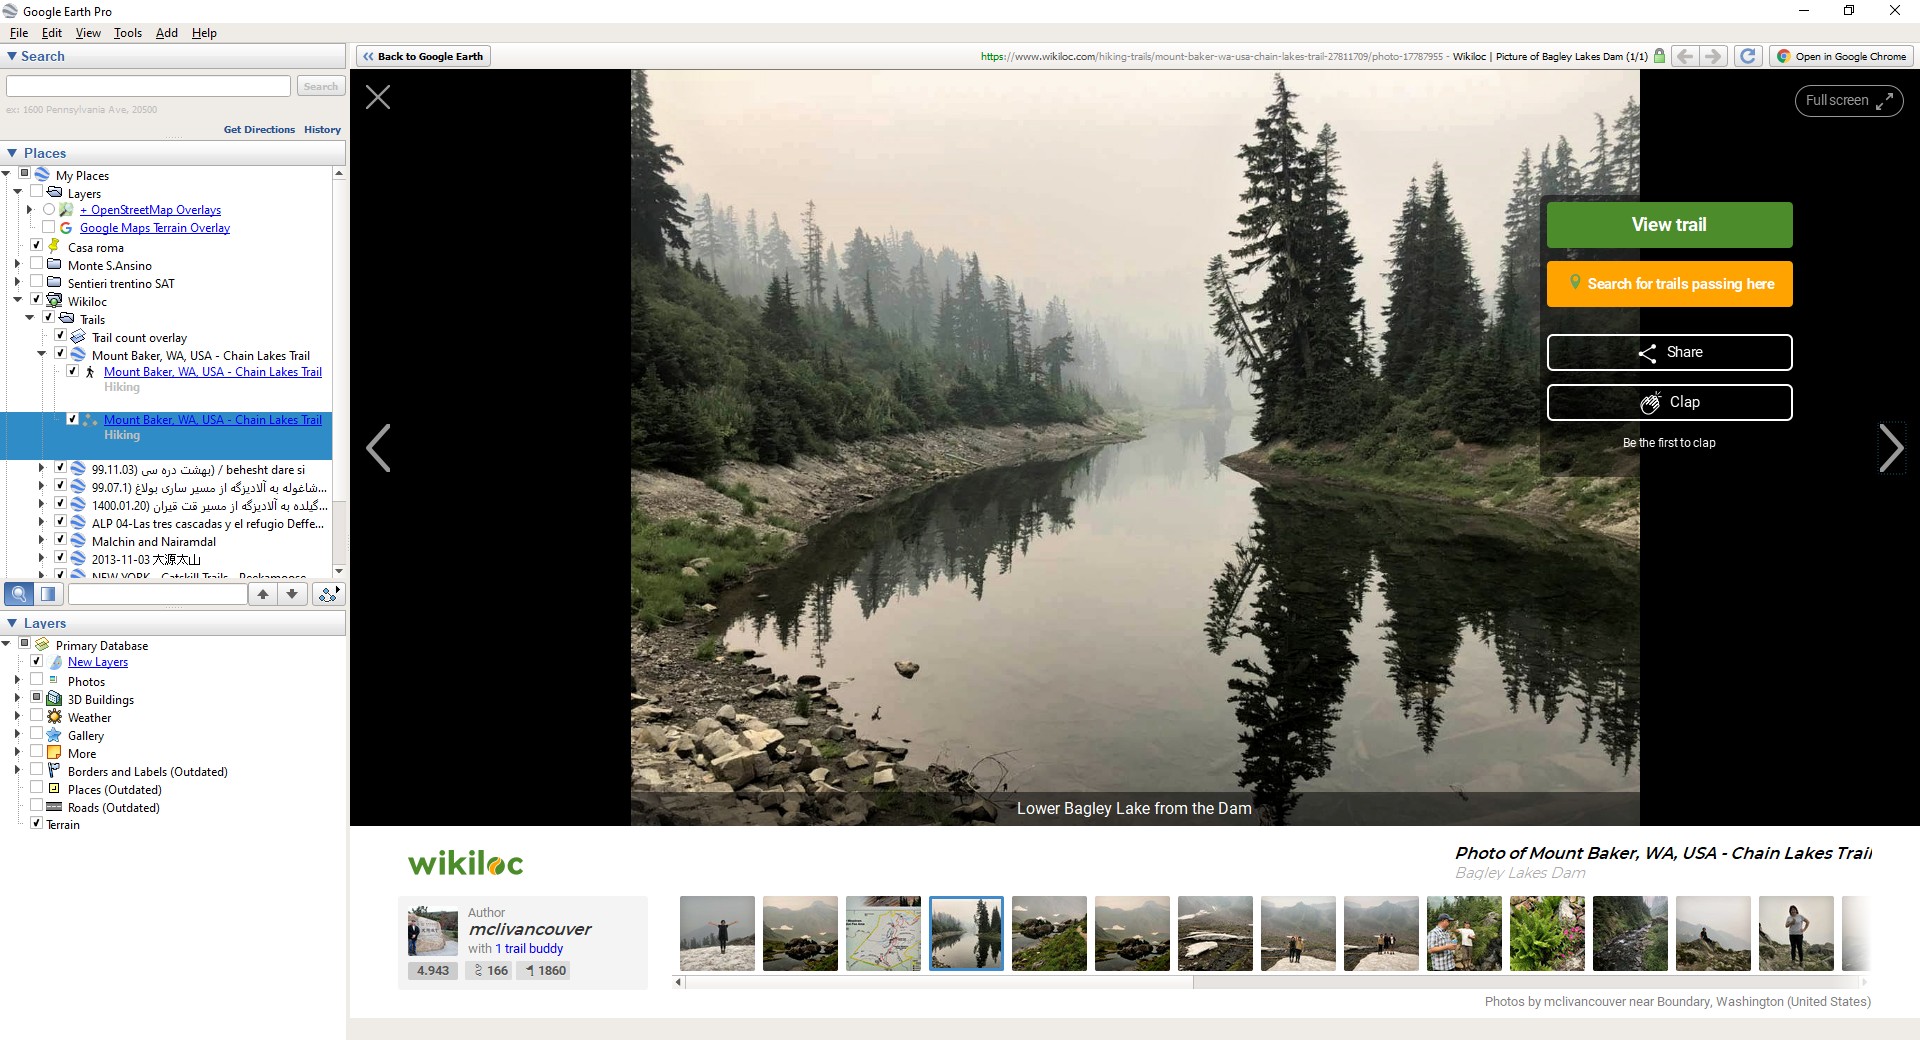 Google Earth Pro
File Edit View Tools Add Help
Search
Search
ex: 1600 Pennsylvania Ave, 20500
Get Directions History
Places
My Places
Layers
+ OpenStreetMap Overlays
Google Maps Terrain Overlay
Casa roma
Monte S.Ansino
Sentieri trentino SAT
Wikiloc
Trails
Trail count overlay
Mount Baker, WA, USA - Chain Lakes Trail
Mount Baker, WA, USA - Chain Lakes Trail
Hiking
Mount Baker, WA, USA - Chain Lakes Trail
Hiking
99.11.03) بهشت دره سی) / behesht dare si
99.07.1) شاغوله به آلادیزگه از مسیر ساری بولاغ...
1400.01.20) گیلده به آلادیزگه از مسیر قت قیران...
ALP 04-Las tres cascadas y el refugio Deffe...
Malchin and Nairamdal
2013-11-03 大源太山
NEW YORK - Catskill Trails - Peekamoose
Layers
Primary Database
New Layers
Photos
3D Buildings
Weather
Gallery
More
Borders and Labels (Outdated)
Places (Outdated)
Roads (Outdated)
Terrain
Back to Google Earth
https://www.wikiloc.com/hiking-trails/mount-baker-wa-usa-chain-lakes-trail-27811709/photo-17787955 - Wikiloc | Picture of Bagley Lakes Dam (1/1)
Open in Google Chrome
Full screen
View trail
Search for trails passing here
Share
Clap
Be the first to clap
Lower Bagley Lake from the Dam
wikiloc
Photo of Mount Baker, WA, USA - Chain Lakes Trail
Bagley Lakes Dam
Author
mclivancouver
with 1 trail buddy
4.943 166 1860
Photos by mclivancouver near Boundary, Washington (United States)